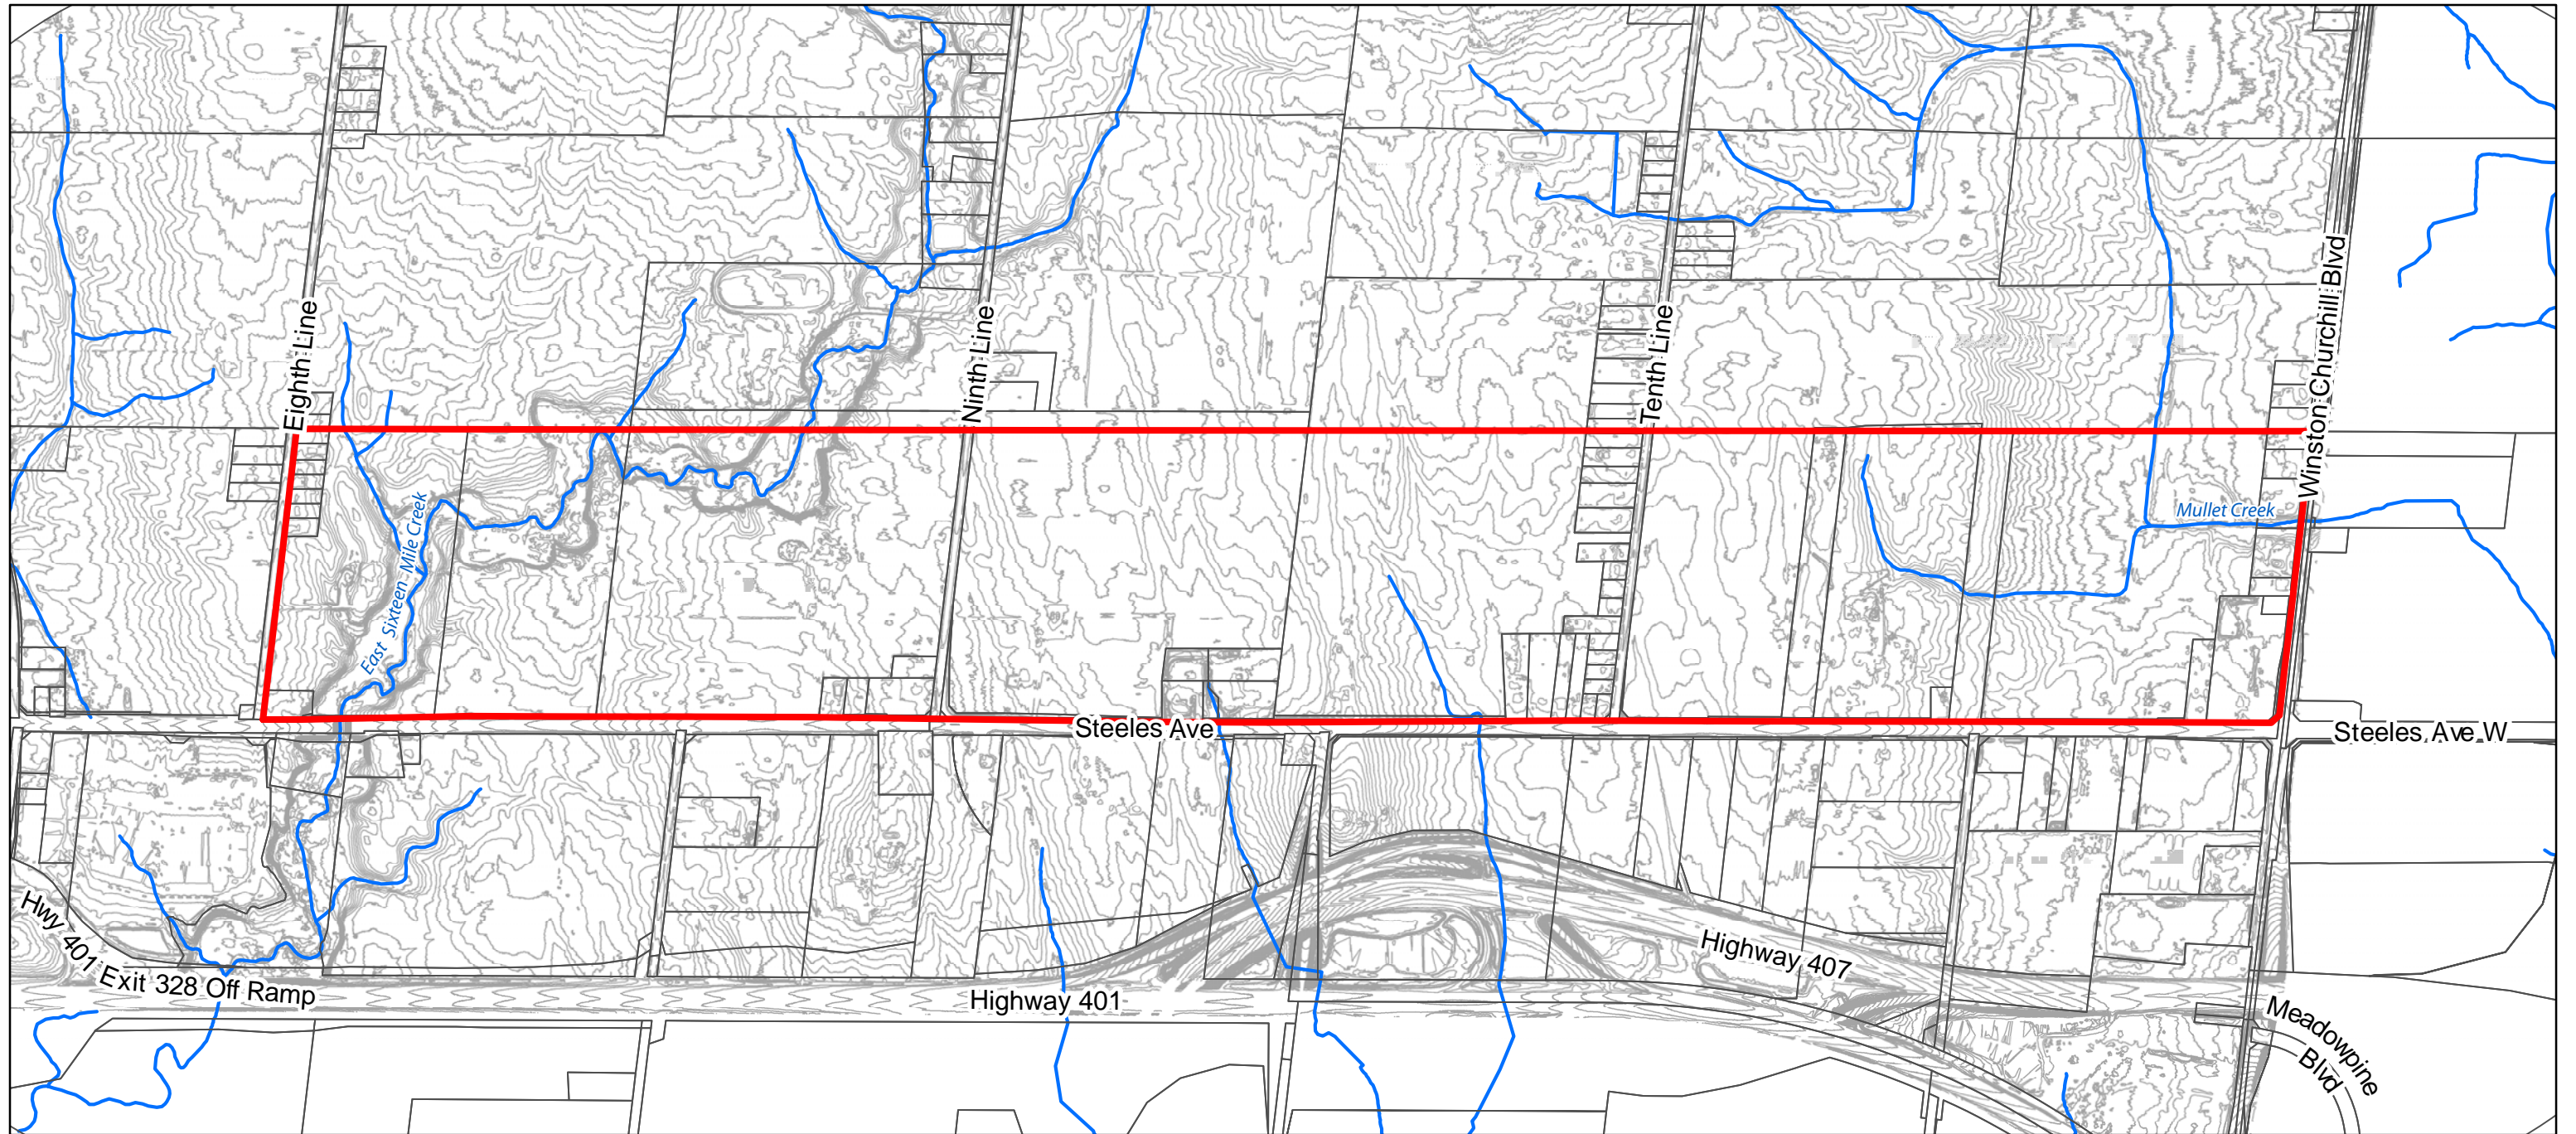 Eighth Line
Ninth Line
Tenth Line
Winston Churchill Blvd
East Sixteen-Mile Creek
Mullet Creek
Steeles Ave
Steeles Ave W
Hwy 401 Exit 328 Off Ramp
Highway 401
Highway 407
Meadowpine
Blvd